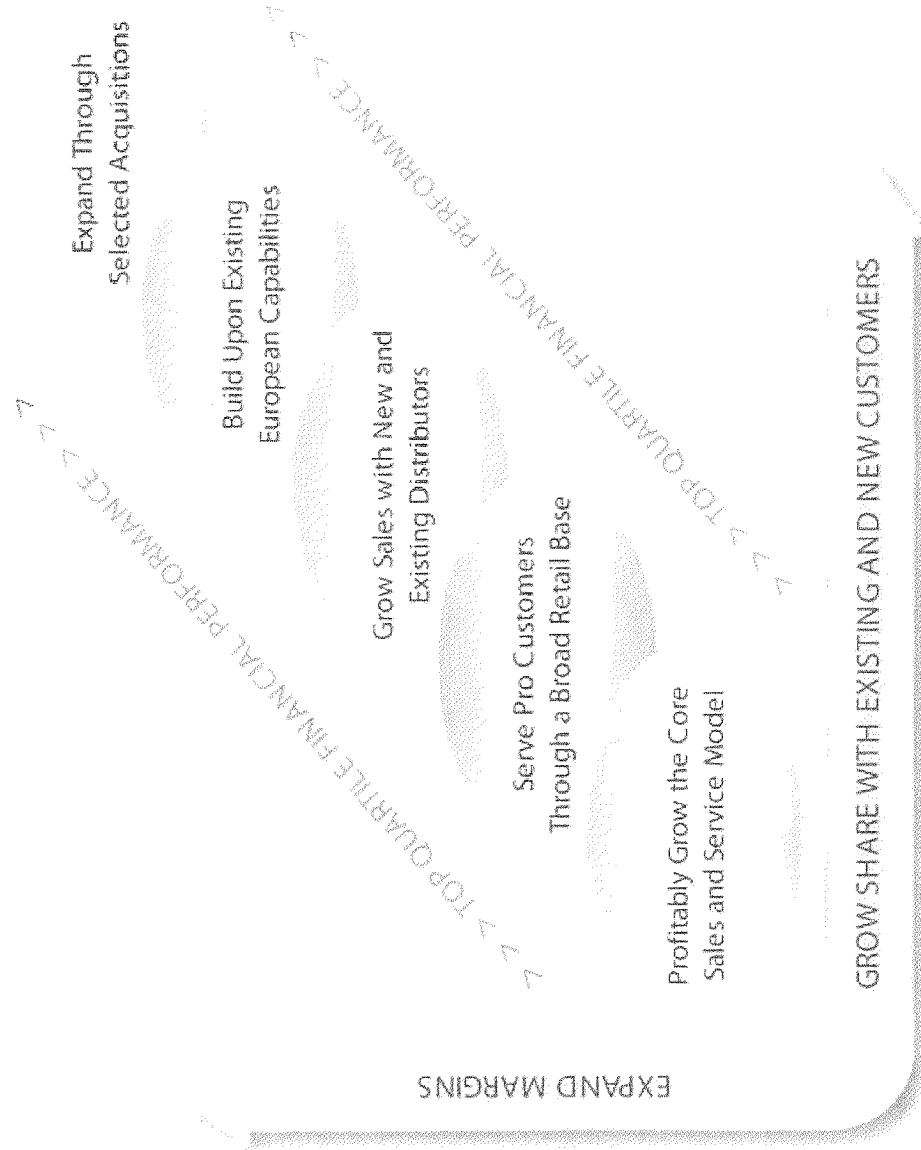 Expand Through
Selected Acquisitions
> > > TOP QUARTILE FINANCIAL PERFORMANCE > > >
Build Upon Existing
European Capabilities
Grow Sales with New and
Existing Distributors
Serve Pro Customers
Through a Broad Retail Base
Profitably Grow the Core
Sales and Service Model
> > > TOP QUARTILE FINANCIAL PERFORMANCE > > >
EXPAND MARGINS
GROW SHARE WITH EXISTING AND NEW CUSTOMERS